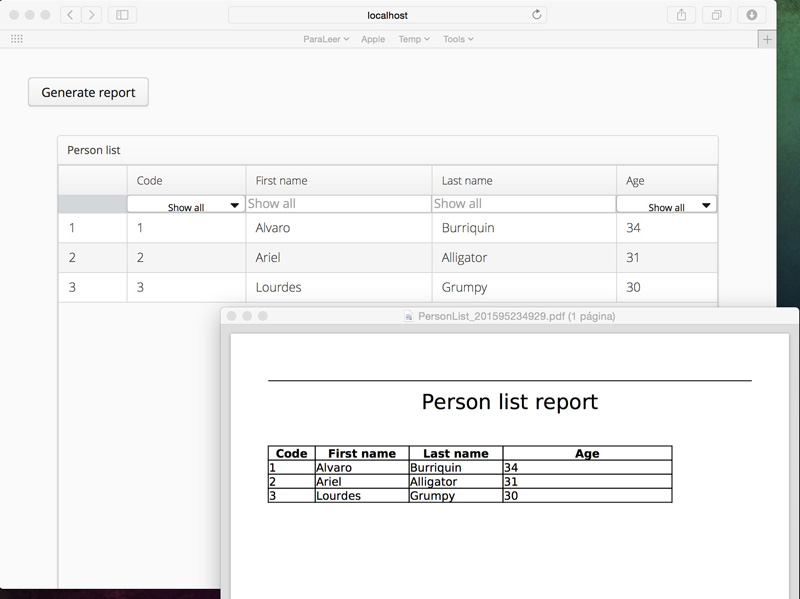 localhost
ParaLeer Apple Temp Tools
Generate report
Person list
Code First name Last name Age
Show all Show all Show all Show all
1 1 Alvaro Burriquin 34
2 2 Ariel Alligator 31
3 3 Lourdes Grumpy 30
PersonList_201595234929.pdf (1 página)
Person list report
Code First name Last name Age
1 Alvaro Burriquin 34
2 Ariel Alligator 31
3 Lourdes Grumpy 30